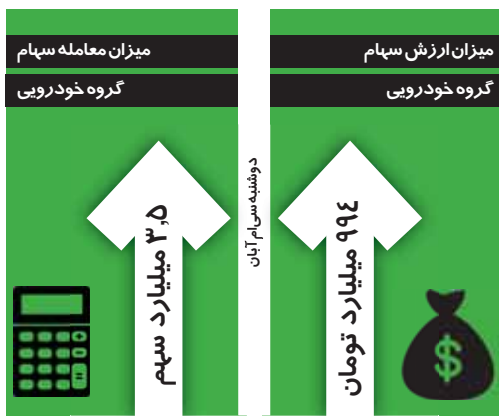 میزان ارزش سهام
گروه خودرویی
۹۹۴ میلیارد تومان
$
دوشنبه سی‌ام آبان
میزان معامله سهام
گروه خودرویی
۳,۵ میلیارد سهم